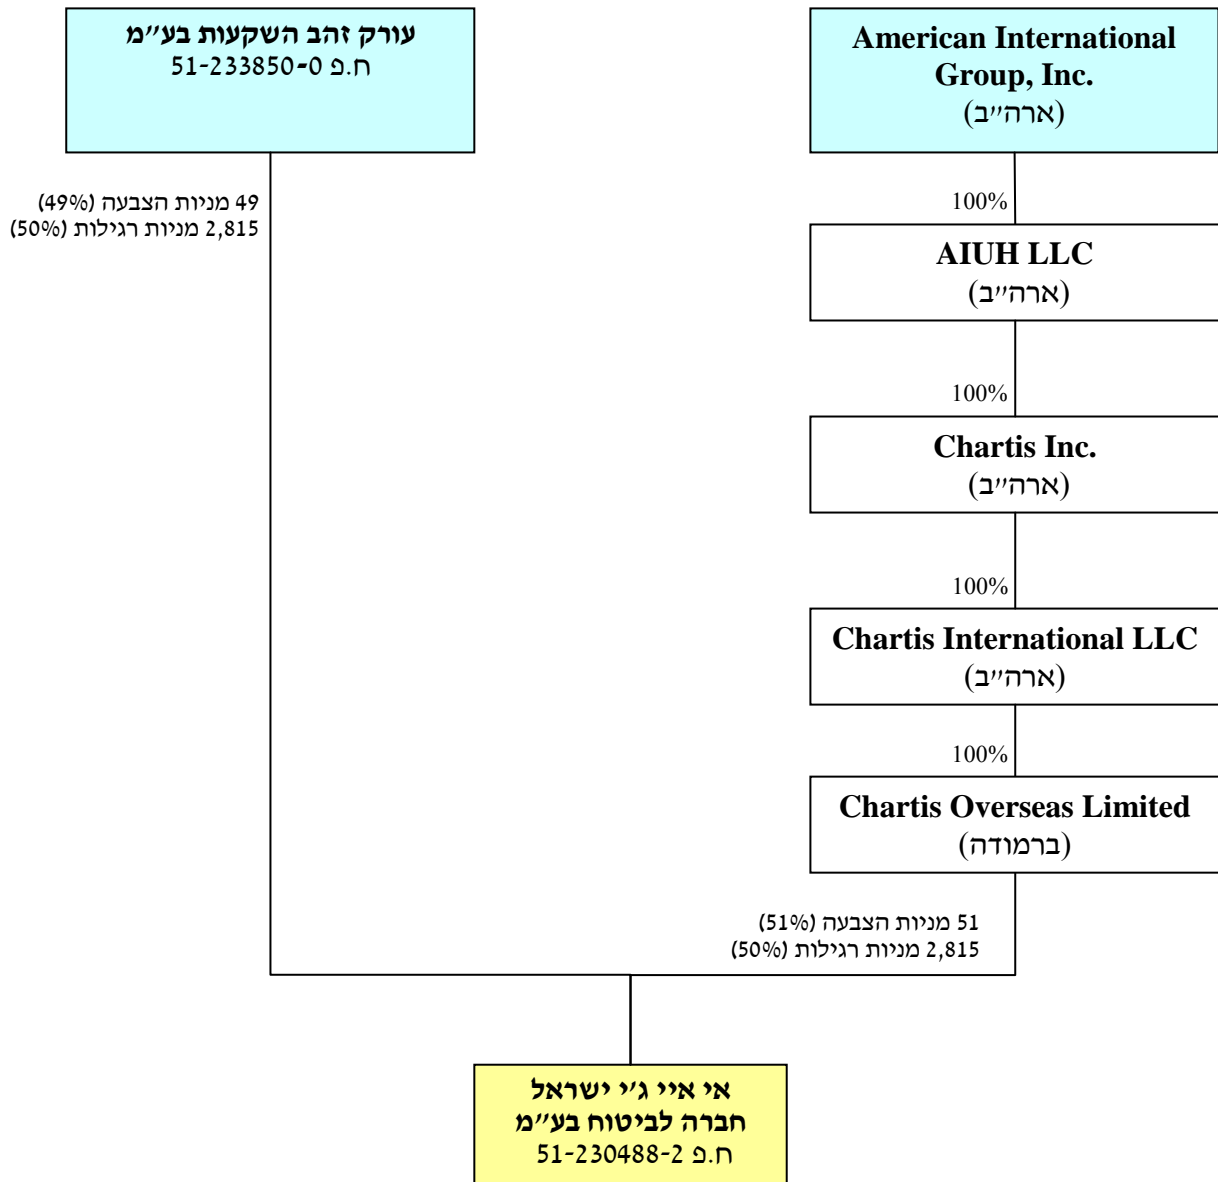 עורק זהב השקעות בע״מ
ח.פ 51-233850-0
American International
Group, Inc.
(ארה״ב)
49 מניות הצבעה (49%)
2,815 מניות רגילות (50%)
100%
AIUH LLC
(ארה״ב)
100%
Chartis Inc.
(ארה״ב)
100%
Chartis International LLC
(ארה״ב)
100%
Chartis Overseas Limited
(ברמודה)
51 מניות הצבעה (51%)
2,815 מניות רגילות (50%)
אי איי ג׳י ישראל
חברה לביטוח בע״מ
ח.פ 51-230488-2